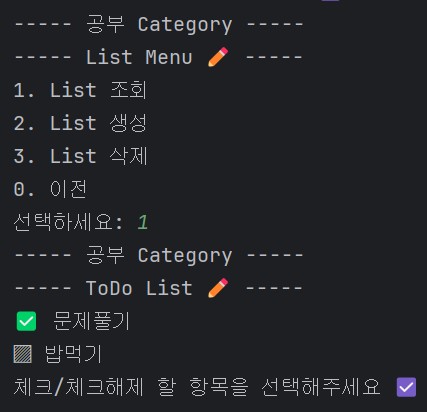 ----- 공부 Category -----
----- List Menu ✏️ -----
1. List 조회
2. List 생성
3. List 삭제
0. 이전
선택하세요: 1
----- 공부 Category -----
----- ToDo List ✏️ -----
✅ 문제풀기
▨ 밥먹기
체크/체크해제 할 항목을 선택해주세요 ☑️